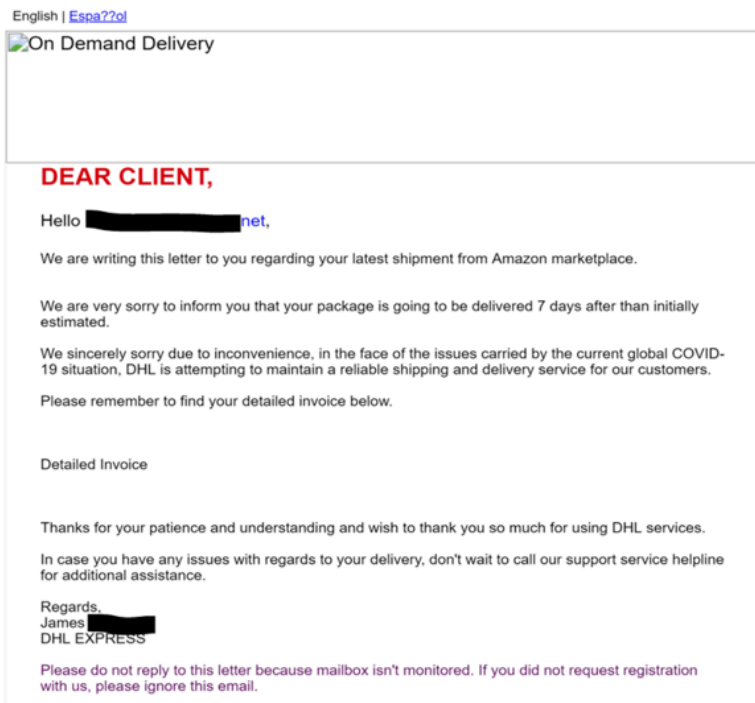 English | Espa??ol
On Demand Delivery
DEAR CLIENT,
Hello net,
We are writing this letter to you regarding your latest shipment from Amazon marketplace.
We are very sorry to inform you that your package is going to be delivered 7 days after than initially
estimated.
We sincerely sorry due to inconvenience, in the face of the issues carried by the current global COVID-
19 situation, DHL is attempting to maintain a reliable shipping and delivery service for our customers.
Please remember to find your detailed invoice below.
Detailed Invoice
Thanks for your patience and understanding and wish to thank you so much for using DHL services.
In case you have any issues with regards to your delivery, don't wait to call our support service helpline
for additional assistance.
Regards,
James
DHL EXPRESS
Please do not reply to this letter because mailbox isn't monitored. If you did not request registration
with us, please ignore this email.